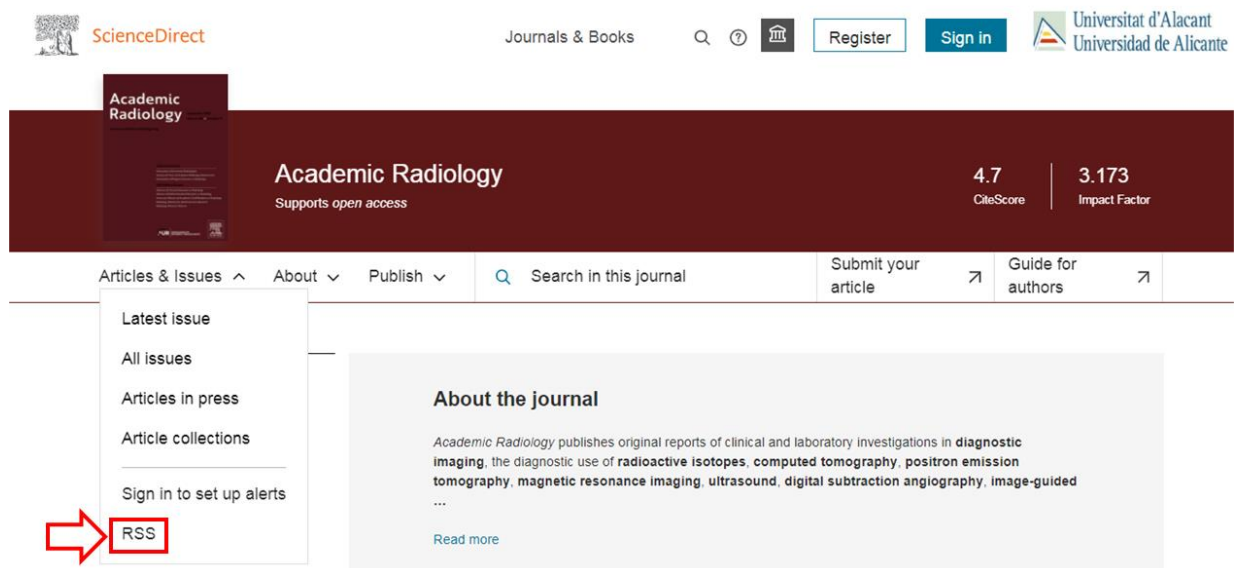 ScienceDirect
Journals & Books
Register
Sign in
Universitat d'Alacant
Universidad de Alicante
Academic
Radiology
Academic Radiology
Supports open access
4.7
CiteScore
3.173
Impact Factor
Articles & Issues
About
Publish
Search in this journal
Submit your
article
Guide for
authors
Latest issue
All issues
Articles in press
Article collections
Sign in to set up alerts
RSS
About the journal
Academic Radiology publishes original reports of clinical and laboratory investigations in diagnostic
imaging, the diagnostic use of radioactive isotopes, computed tomography, positron emission
tomography, magnetic resonance imaging, ultrasound, digital subtraction angiography, image-guided
...
Read more